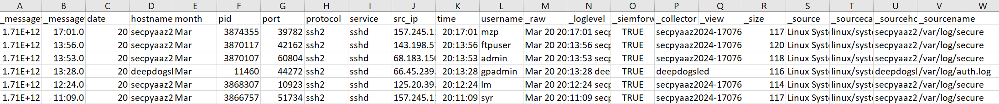 A B C D E F G H I J K L M N O P Q R S T U V W
_message date hostname month pid port protocol service src_ip time username _raw _loglevel _siemforw _collector _view _size _source _sourceca _sourceho _sourcename
1.71E+12 17:01.0 20 secpyaaz2 Mar 3874355 39782 ssh2 sshd 157.245.1 20:17:01 mzp Mar 20 20:17:01 secp TRUE secpyaaz2024-17076 117 Linux Syst linux/syste secpyaaz2 /var/log/secure
1.71E+12 13:56.0 20 secpyaaz2 Mar 3870117 42162 ssh2 sshd 143.198.5 20:13:56 ftpuser Mar 20 20:13:56 secp TRUE secpyaaz2024-17076 120 Linux Syst linux/syste secpyaaz2 /var/log/secure
1.71E+12 13:53.0 20 secpyaaz2 Mar 3870107 60804 ssh2 sshd 68.183.150 20:13:53 admin Mar 20 20:13:53 secp TRUE secpyaaz2024-17076 118 Linux Syst linux/syste secpyaaz2 /var/log/secure
1.71E+12 13:28.0 20 deepdogsl Mar 11460 44272 ssh2 sshd 66.45.239. 20:13:28 gpadmin Mar 20 20:13:28 dee TRUE deepdogsled 116 Linux Syst linux/syste deepdogsl /var/log/auth.log
1.71E+12 12:24.0 20 secpyaaz2 Mar 3868307 10923 ssh2 sshd 125.20.39. 20:12:24 lm Mar 20 20:12:24 secp TRUE secpyaaz2024-17076 114 Linux Syst linux/syste secpyaaz2 /var/log/secure
1.71E+12 11:09.0 20 secpyaaz2 Mar 3866757 51734 ssh2 sshd 157.245.1 20:11:09 syr Mar 20 20:11:09 secp TRUE secpyaaz2024-17076 117 Linux Syst linux/syste secpyaaz2 /var/log/secure